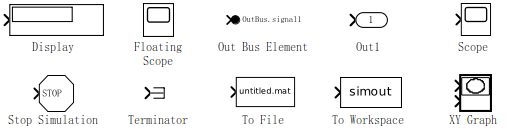 OutBus.signal1
1
Display
Floating
Scope
Out Bus Element
Out1
Scope
STOP
untitled.mat
simout
Stop Simulation
Terminator
To File
To Workspace
XY Graph